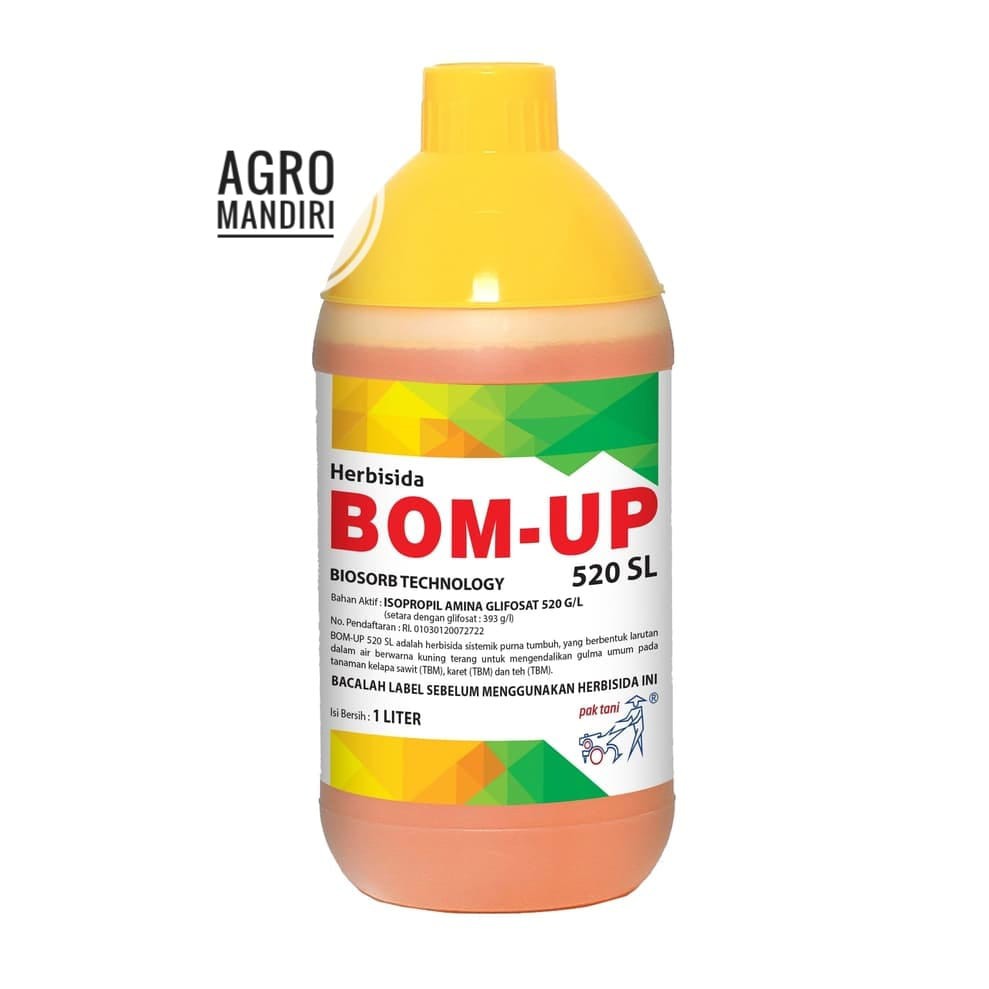 AGRO
MANDIRI
Herbisida
BOM-UP
520 SL
BIOSORB TECHNOLOGY
Bahan Aktif : ISOPROPIL AMINA GLIFOSAT 520 G/L
(setara dengan glifosat : 393 g/l)
No. Pendaftaran : RI. 01030120072722
BOM-UP 520 SL adalah herbisida sistemik purna tumbuh, yang berbentuk larutan
dalam air berwarna kuning terang untuk mengendalikan gulma umum pada
tanaman kelapa sawit (TBM), karet (TBM) dan teh (TBM).
BACALAH LABEL SEBELUM MENGGUNAKAN HERBISIDA INI
Isi Bersih : 1 LITER
pak tani ®